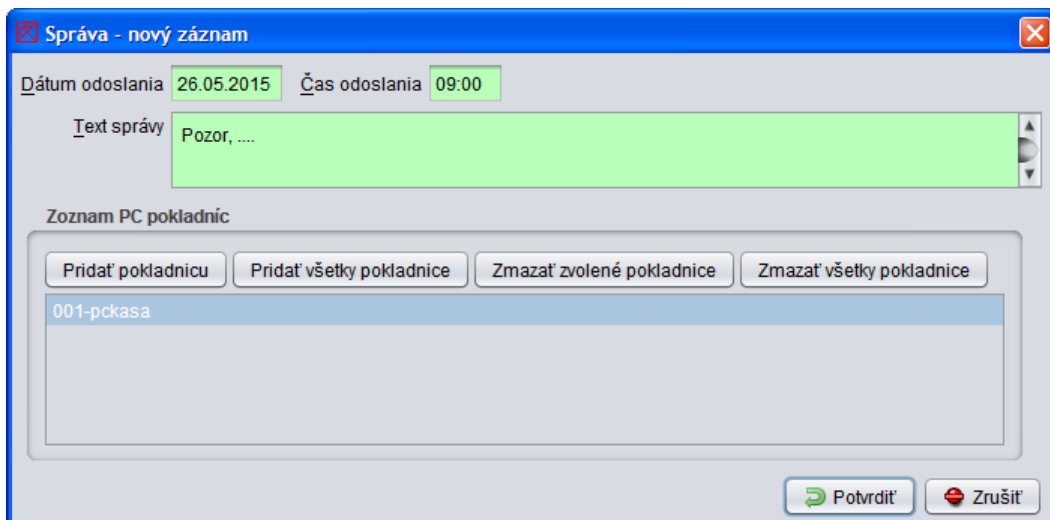 Správa - nový záznam
Dátum odoslania 26.05.2015 Čas odoslania 09:00
Text správy Pozor, ....
Zoznam PC pokladníc
Pridať pokladnicu Pridať všetky pokladnice Zmazať zvolené pokladnice Zmazať všetky pokladnice
001-pckasa
Potvrdiť Zrušiť